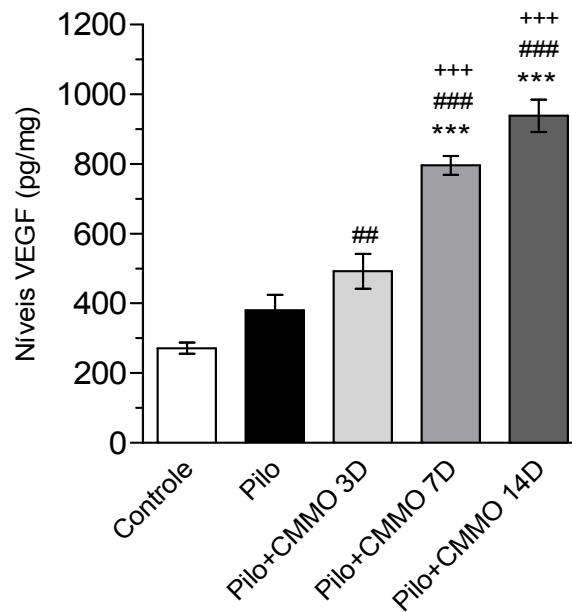 Níveis VEGF (pg/mg)
1200
1000
800
600
400
200
0
##
+++
###
***
+++
###
***
Controle
Pilo
Pilo+CMMO 3D
Pilo+CMMO 7D
Pilo+CMMO 14D